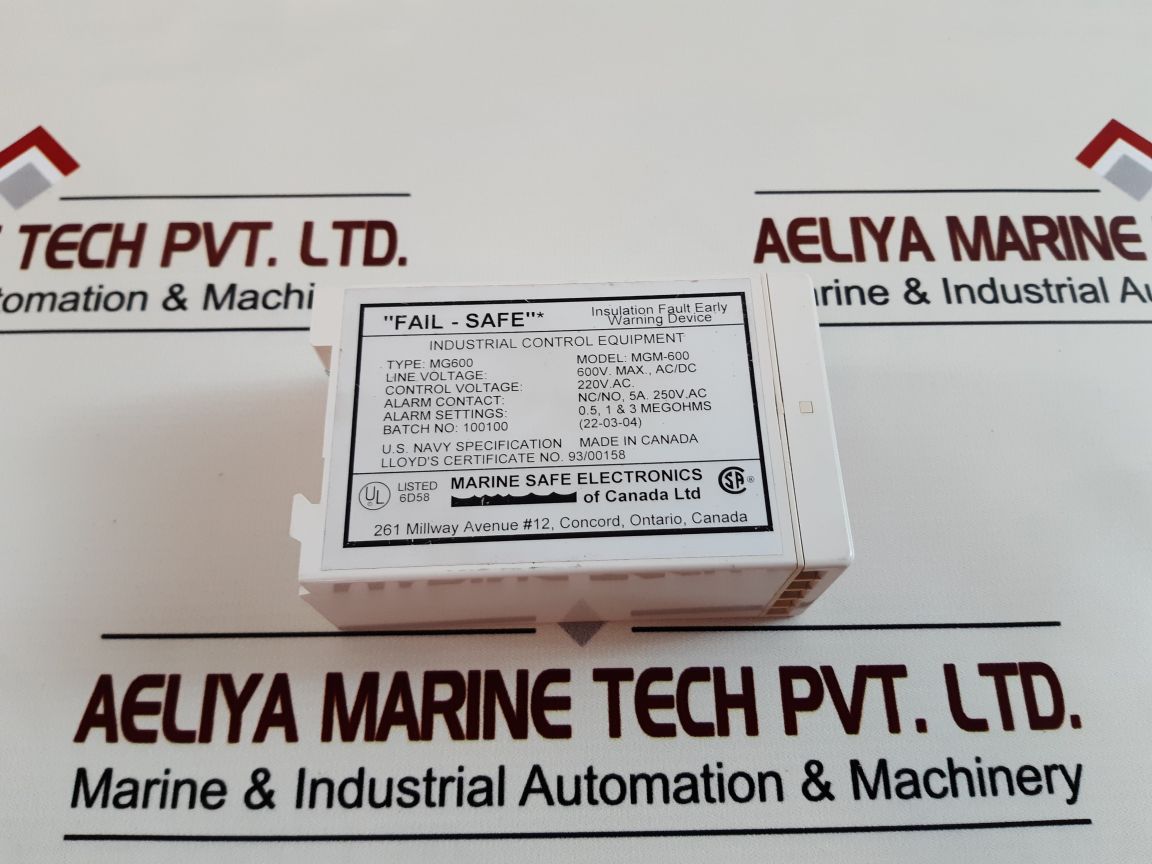 TECH PVT. LTD.
AELIYA MARINE
tomation & Machi
rine & Industrial Au
"FAIL - SAFE"*
Insulation Fault Early
Warning Device
INDUSTRIAL CONTROL EQUIPMENT
TYPE: MG600 MODEL: MGM-600
LINE VOLTAGE: 600V. MAX., AC/DC
CONTROL VOLTAGE: 220V.AC.
ALARM CONTACT: NC/NO, 5A. 250V.AC
ALARM SETTINGS: 0.5, 1 & 3 MEGOHMS
BATCH NO: 100100 (22-03-04)
U.S. NAVY SPECIFICATION MADE IN CANADA
LLOYD'S CERTIFICATE NO. 93/00158
UL LISTED
6D58
MARINE SAFE ELECTRONICS
of Canada Ltd
SA ®
261 Millway Avenue #12, Concord, Ontario, Canada
AELIYA MARINE TECH PVT. LTD.
Marine & Industrial Automation & Machinery